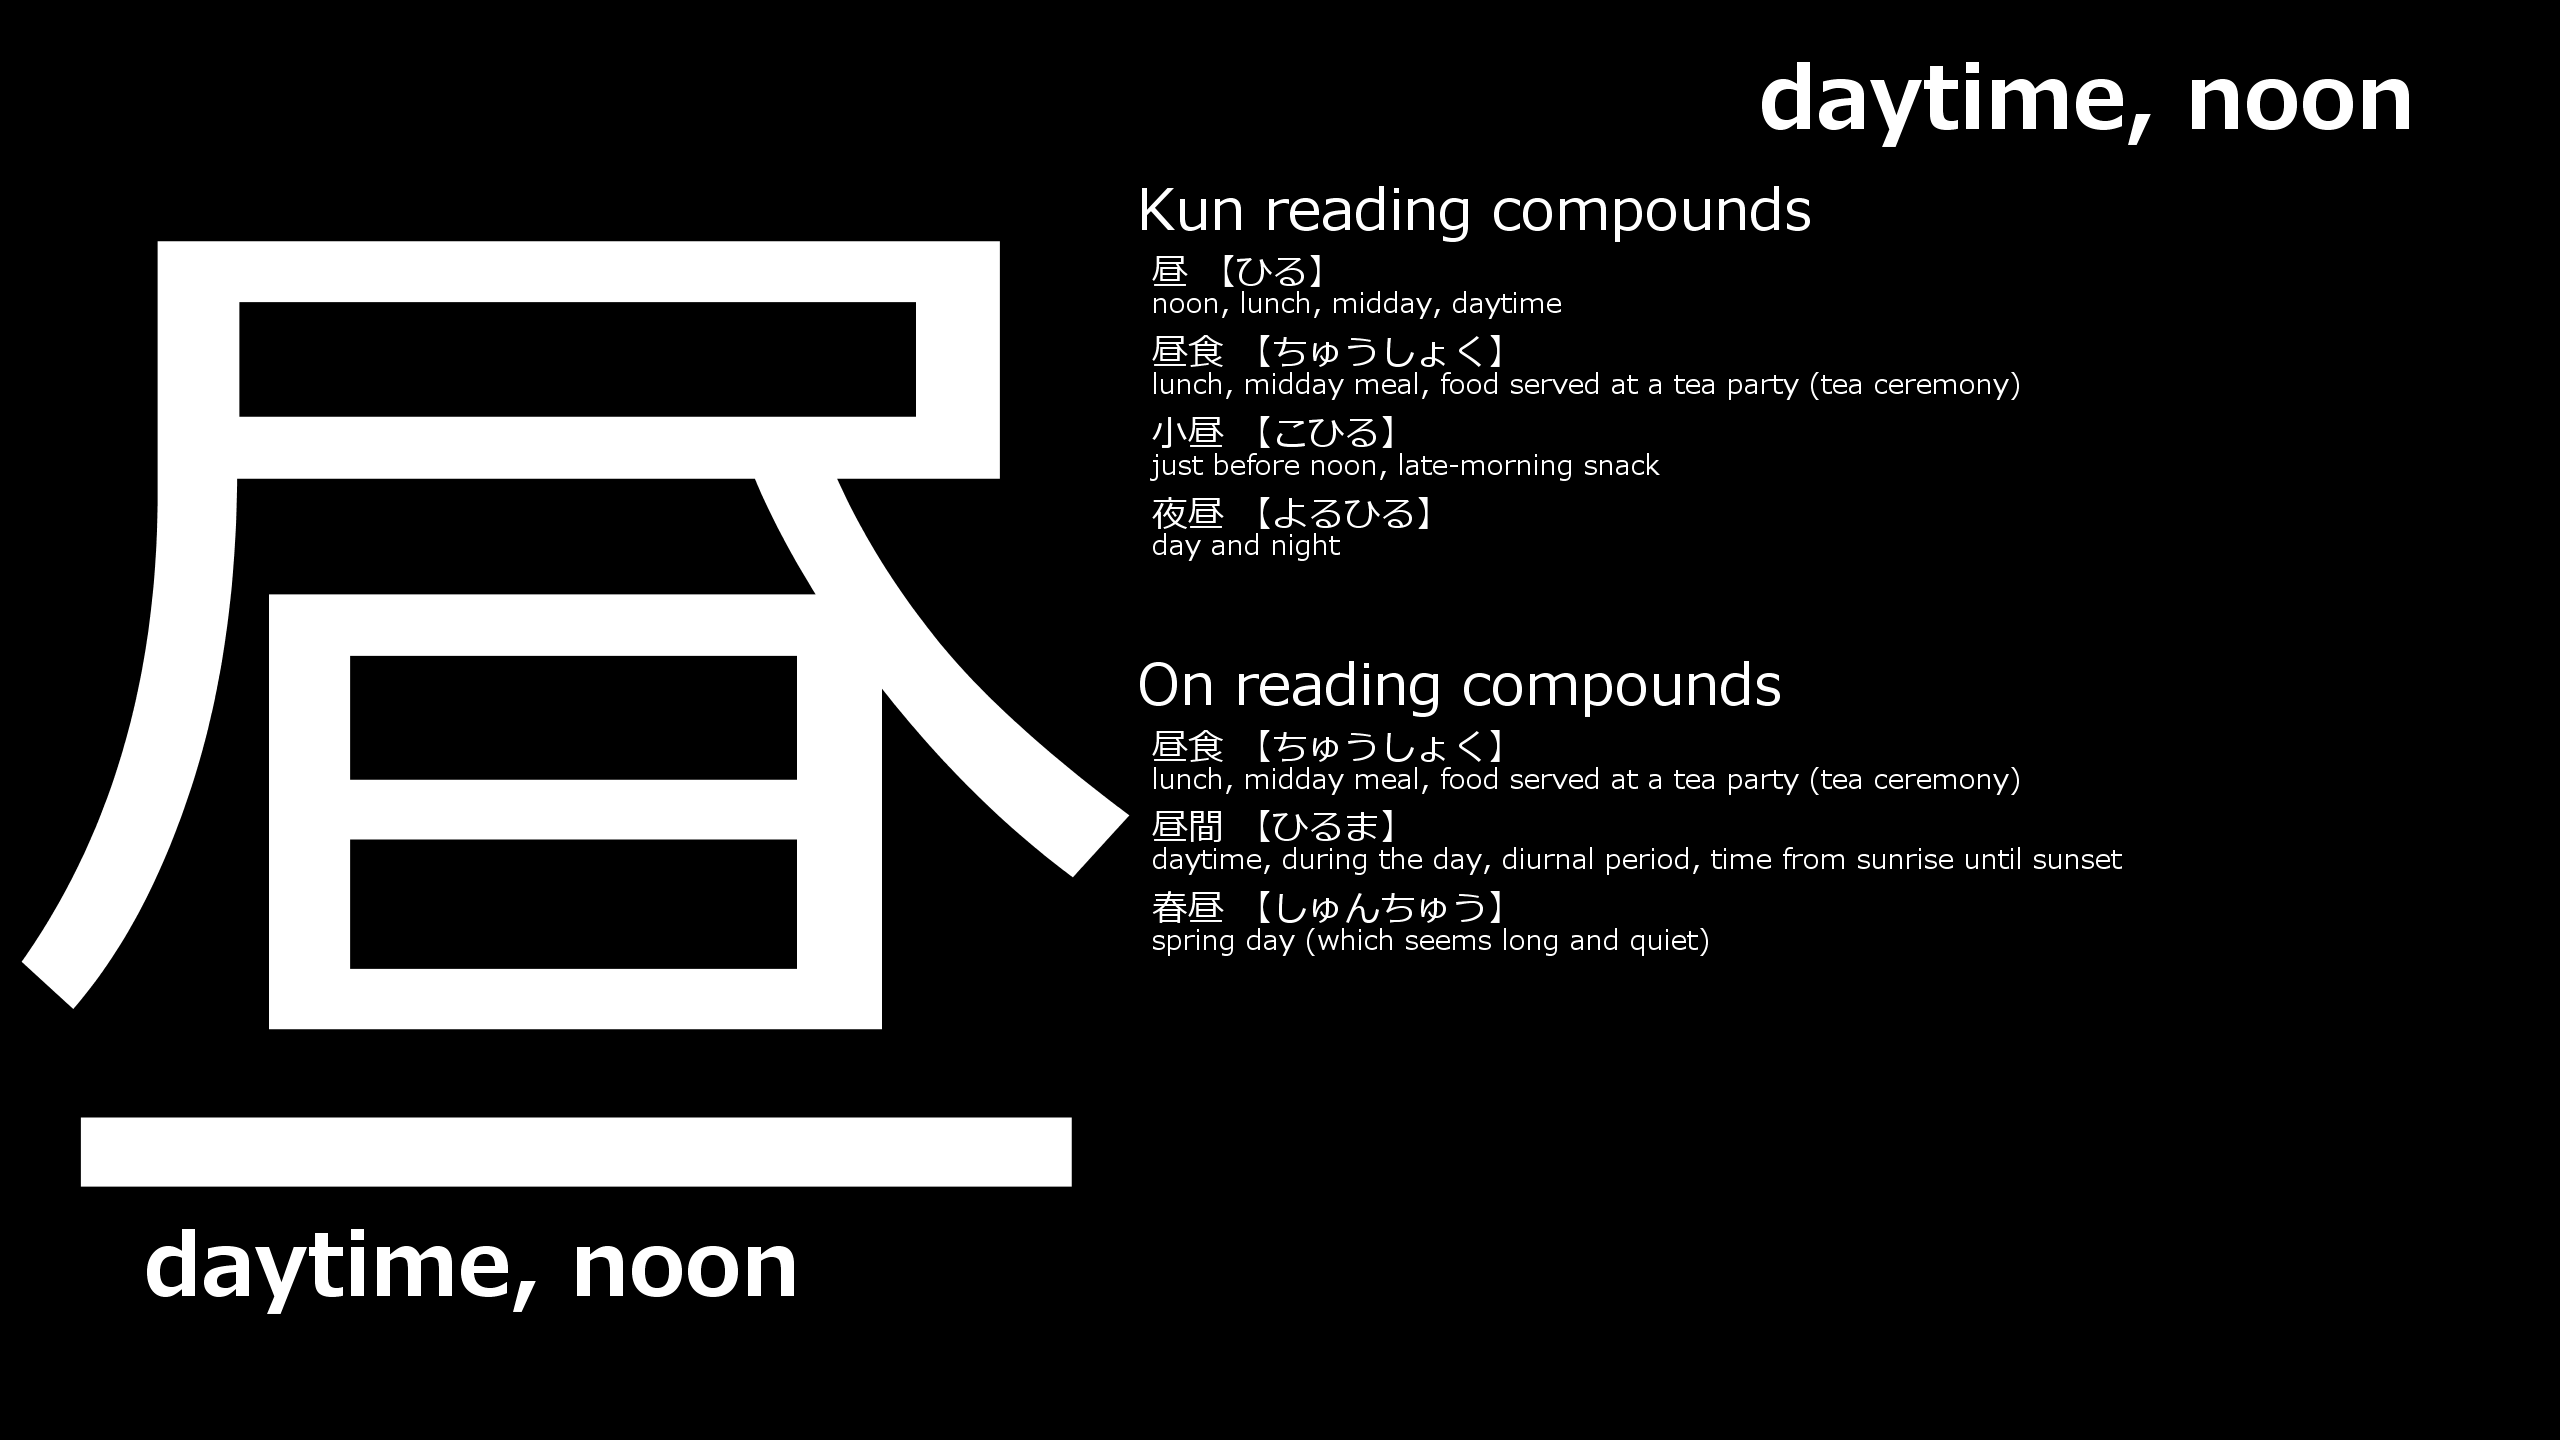 daytime, noon
昼
daytime, noon
Kun reading compounds
昼 【ひる】
noon, lunch, midday, daytime
昼食 【ちゅうしょく】
lunch, midday meal, food served at a tea party (tea ceremony)
小昼 【こひる】
just before noon, late-morning snack
夜昼 【よるひる】
day and night
On reading compounds
昼食 【ちゅうしょく】
lunch, midday meal, food served at a tea party (tea ceremony)
昼間 【ひるま】
daytime, during the day, diurnal period, time from sunrise until sunset
春昼 【しゅんちゅう】
spring day (which seems long and quiet)